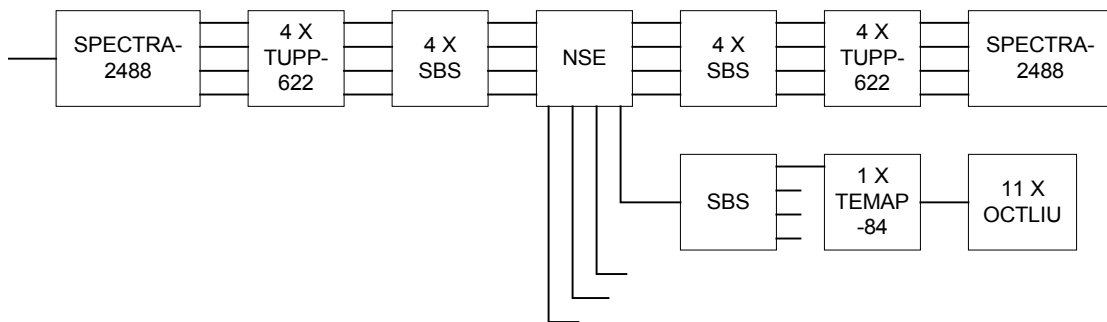 SPECTRA-
2488
4 X
TUPP-
622
4 X
SBS
NSE
4 X
SBS
4 X
TUPP-
622
SPECTRA-
2488
SBS
1 X
TEMAP
-84
11 X
OCTLIU